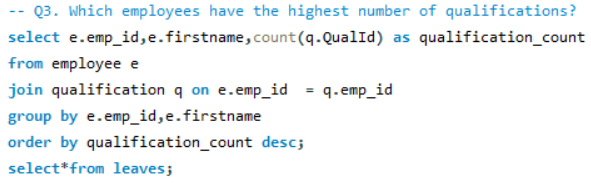 -- Q3. Which employees have the highest number of qualifications?
select e.emp_id,e.firstname,count(q.QualId) as qualification_count
from employee e
join qualification q on e.emp_id  = q.emp_id
group by e.emp_id,e.firstname
order by qualification_count desc;
select*from leaves;